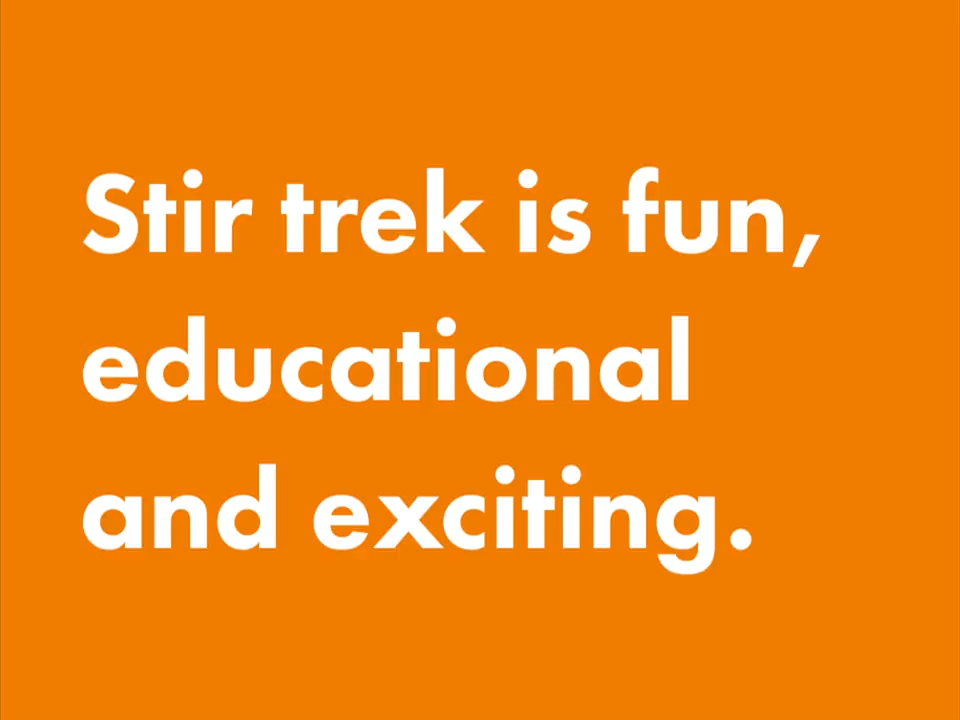 Stir trek is fun,
educational
and exciting.